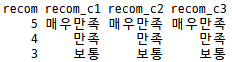 recom recom_c1 recom_c2 recom_c3
5 매우만족 매우만족 매우만족
4 만족 만족 만족
3 보통 보통 보통